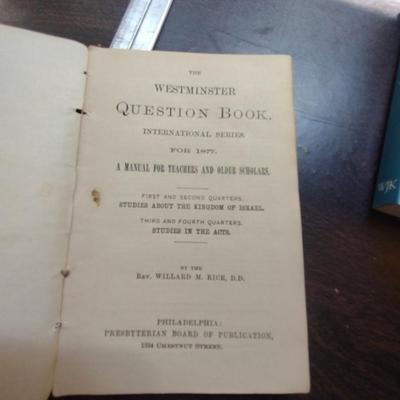 THE
WESTMINSTER
QUESTION BOOK.
INTERNATIONAL SERIES
FOR 1877.
A MANUAL FOR TEACHERS AND OLDER SCHOLARS.
FIRST AND SECOND QUARTERS.
STUDIES ABOUT THE KINGDOM OF ISRAEL.
THIRD AND FOURTH QUARTERS.
STUDIES IN THE ACTS.
BY THE
REV. WILLARD M. RICE, D.D.
PHILADELPHIA:
PRESBYTERIAN BOARD OF PUBLICATION,
1334 CHESTNUT STREET.
WJK